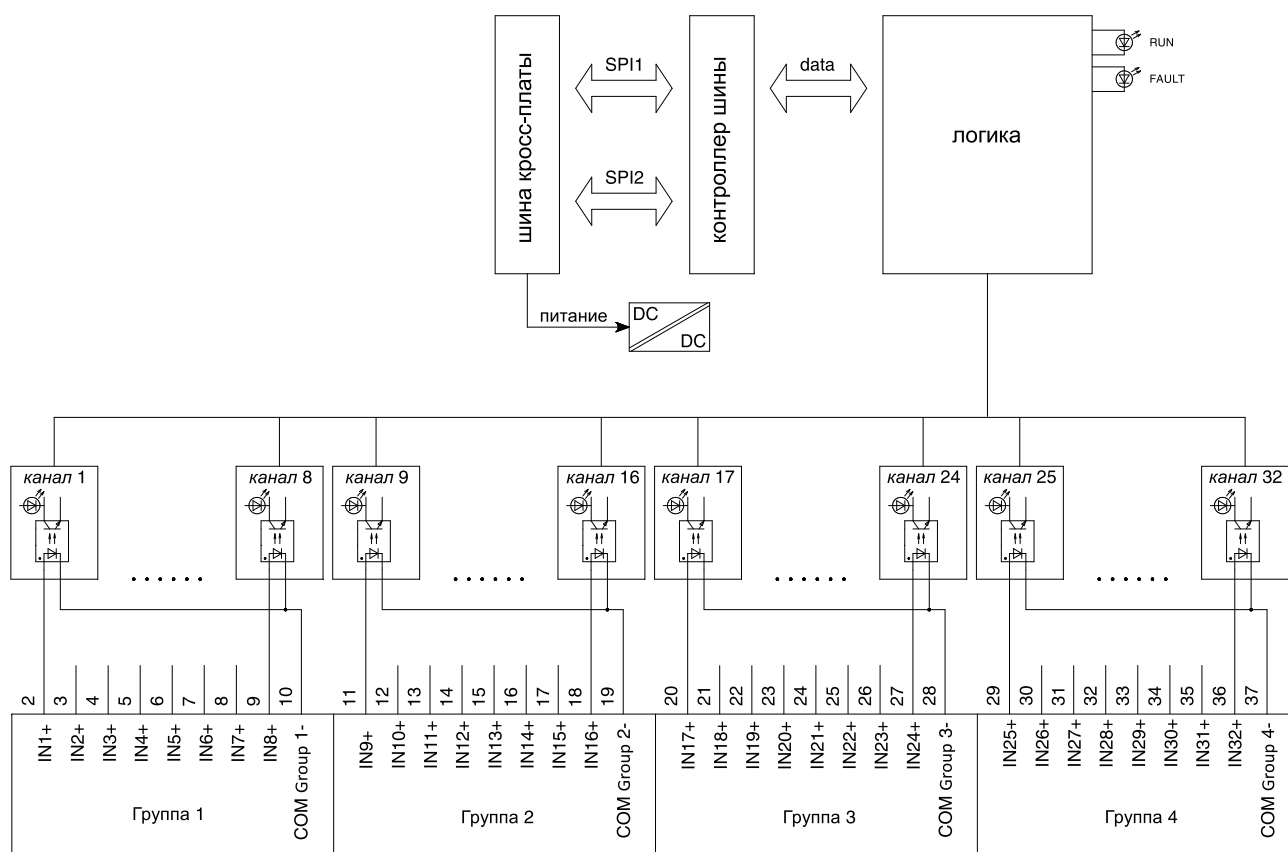 шина кросс-платы
SPI1
SPI2
контроллер шины
data
логика
RUN
FAULT
питание
DC
DC
канал 1
канал 8
канал 9
канал 16
канал 17
канал 24
канал 25
канал 32
2
3
4
5
6
7
8
9
10
11
12
13
14
15
16
17
18
19
20
21
22
23
24
25
26
27
28
29
30
31
32
33
34
35
36
37
IN1+
IN2+
IN3+
IN4+
IN5+
IN6+
IN7+
IN8+
COM Group 1-
IN9+
IN10+
IN11+
IN12+
IN13+
IN14+
IN15+
IN16+
COM Group 2-
IN17+
IN18+
IN19+
IN20+
IN21+
IN22+
IN23+
IN24+
COM Group 3-
IN25+
IN26+
IN27+
IN28+
IN29+
IN30+
IN31+
IN32+
COM Group 4-
Группа 1
Группа 2
Группа 3
Группа 4